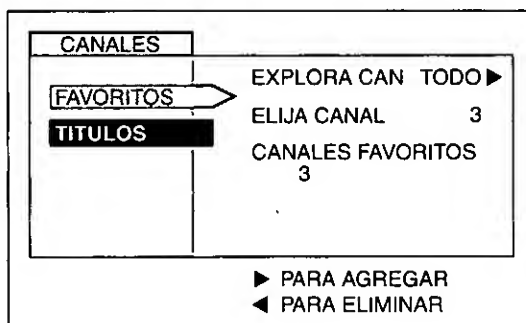 CANALES
FAVORITOS
TITULOS
EXPLORA CAN TODO ▶
ELIJA CANAL 3
CANALES FAVORITOS
3
▶ PARA AGREGAR
◀ PARA ELIMINAR